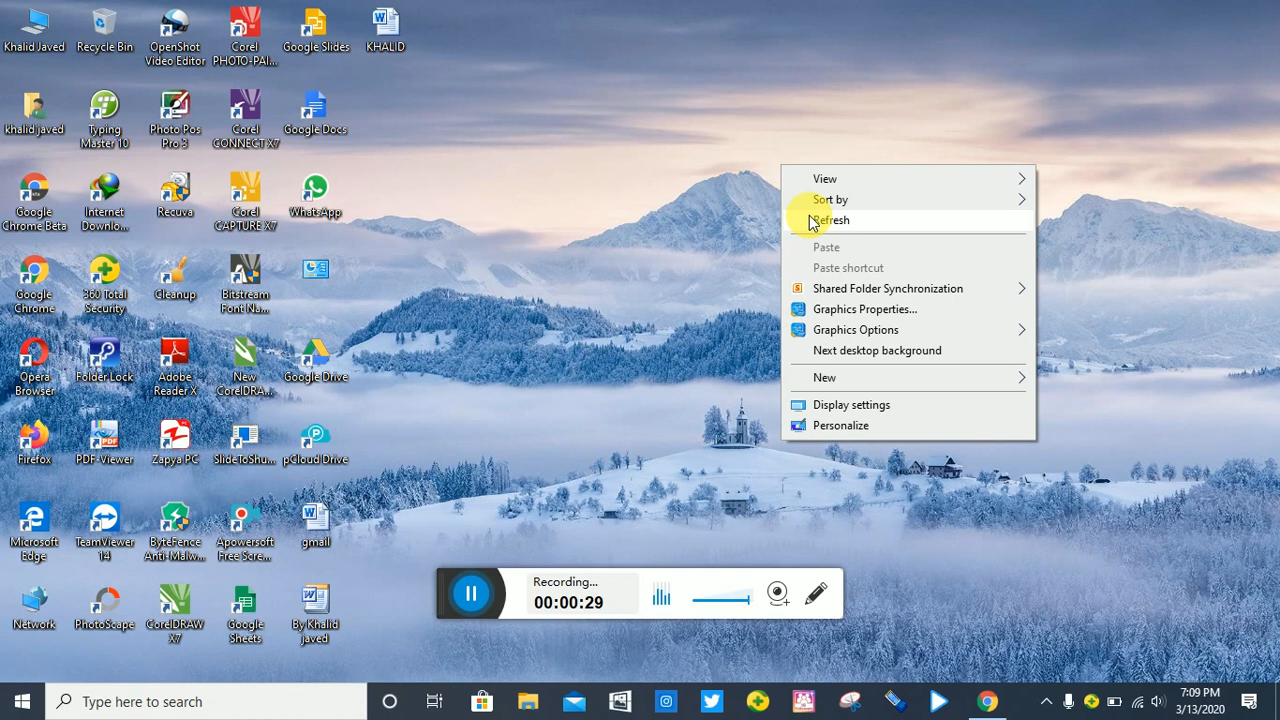 Khalid Javed
Recycle Bin
OpenShot
Video Editor
Corel
PHOTO-PAI...
Google Slides
KHALID
khalid javed
Typing
Master 10
Photo Pos
Pro 3
Corel
CONNECT X7
Google Docs
Google
Chrome Beta
Internet
Downlo...
Recuva
Corel
CAPTURE X7
WhatsApp
Google
Chrome
360 Total
Security
Cleanup
Bitstream
Font Na...
Opera
Browser
Folder Lock
Adobe
Reader X
New
CorelDRA...
Google Drive
Firefox
PDF-Viewer
Zapya PC
SlideToShu...
pCloud Drive
Microsoft
Edge
TeamViewer
14
ByteFence
Anti-Malw...
Apowersoft
Free Scre...
gmail
Network
PhotoScape
CorelDRAW
X7
Google
Sheets
By Khalid
javed
View
Sort by
Refresh
Paste
Paste shortcut
Shared Folder Synchronization
Graphics Properties...
Graphics Options
Next desktop background
New
Display settings
Personalize
Recording...
00:00:29
Type here to search
7:09 PM
3/13/2020